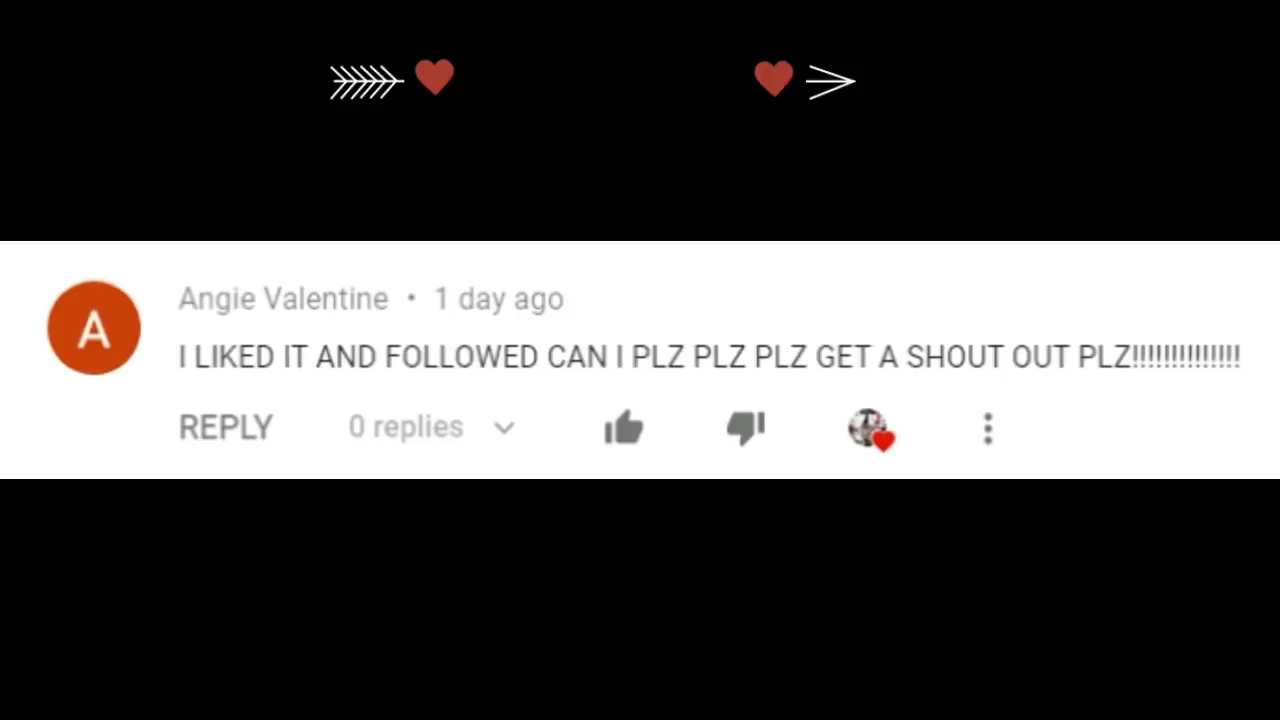 A
Angie Valentine • 1 day ago
I LIKED IT AND FOLLOWED CAN I PLZ PLZ PLZ GET A SHOUT OUT PLZ!!!!!!!!!!!!!!
REPLY 0 replies